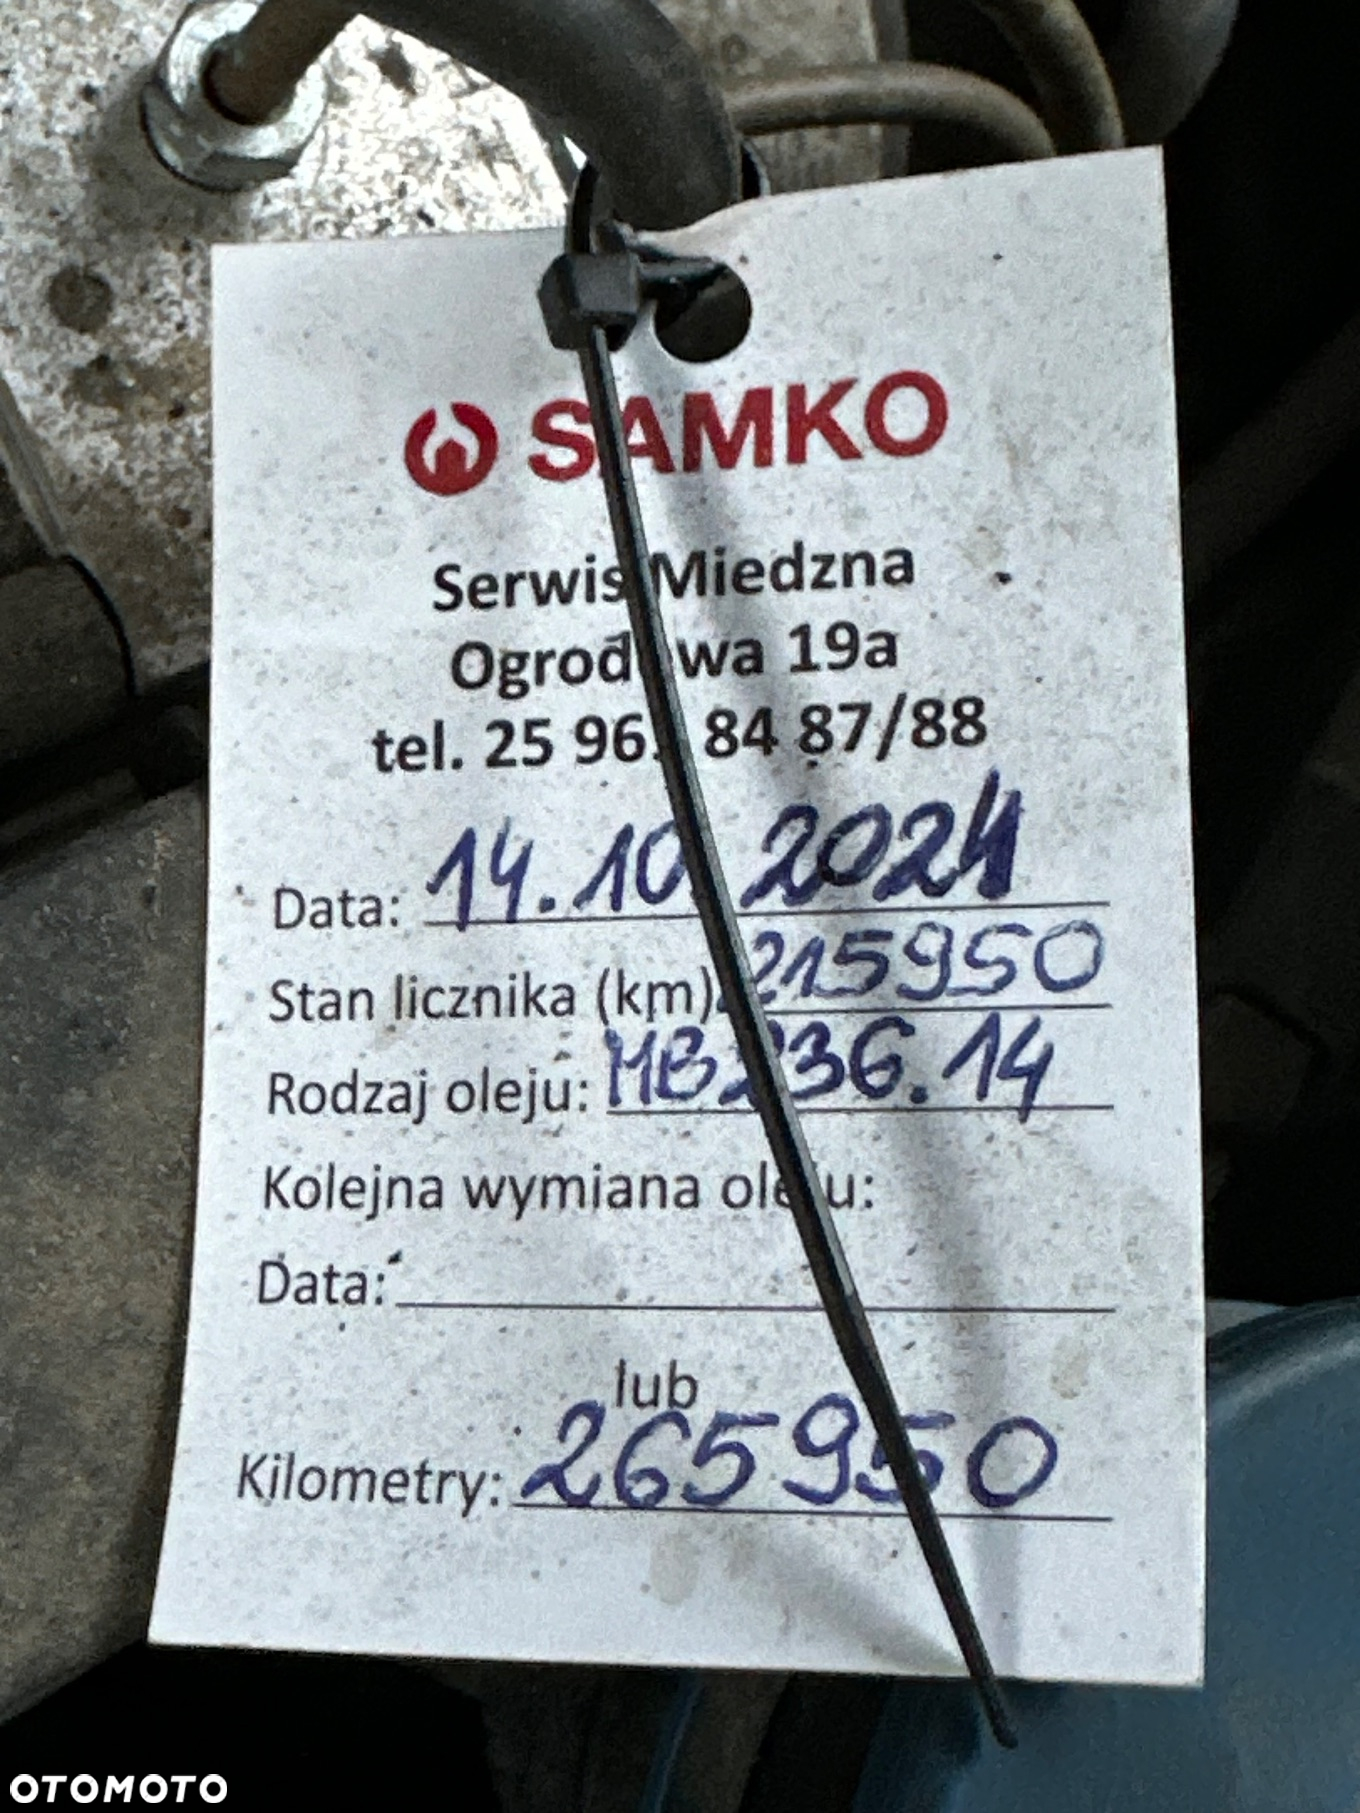 SAMKO
Serwis Miedzna
Ogrodowa 19a
tel. 25 96 84 87/88
Data: 14.10.2024
Stan licznika (km) 215950
Rodzaj oleju: MB 236.14
Kolejna wymiana oleju:
Data:
lub
Kilometry: 265950
OTOMOTO